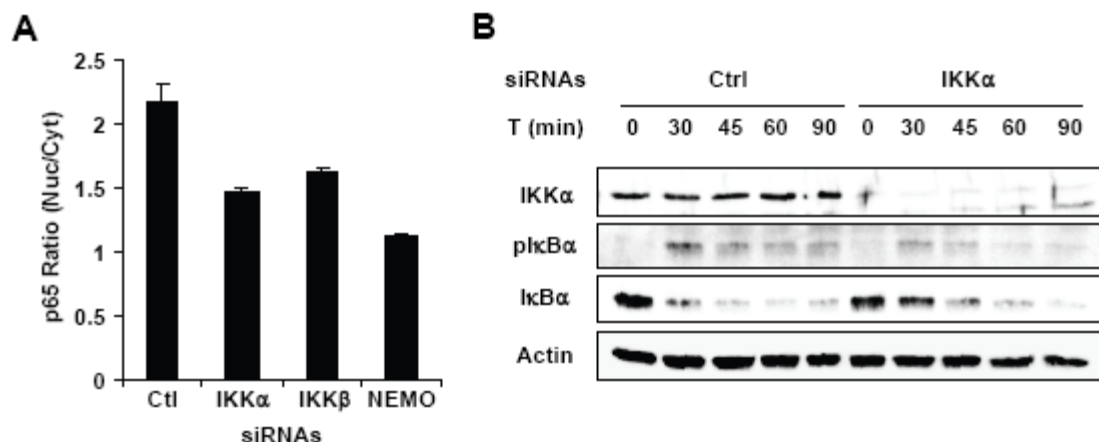 A
p65 Ratio (Nuc/Cyt)
2.5
2
1.5
1
0.5
0
Ctl IKKα IKKβ NEMO
siRNAs
B
siRNAs Ctrl IKKα
T (min) 0 30 45 60 90 0 30 45 60 90
IKKα
pIκBα
IκBα
Actin